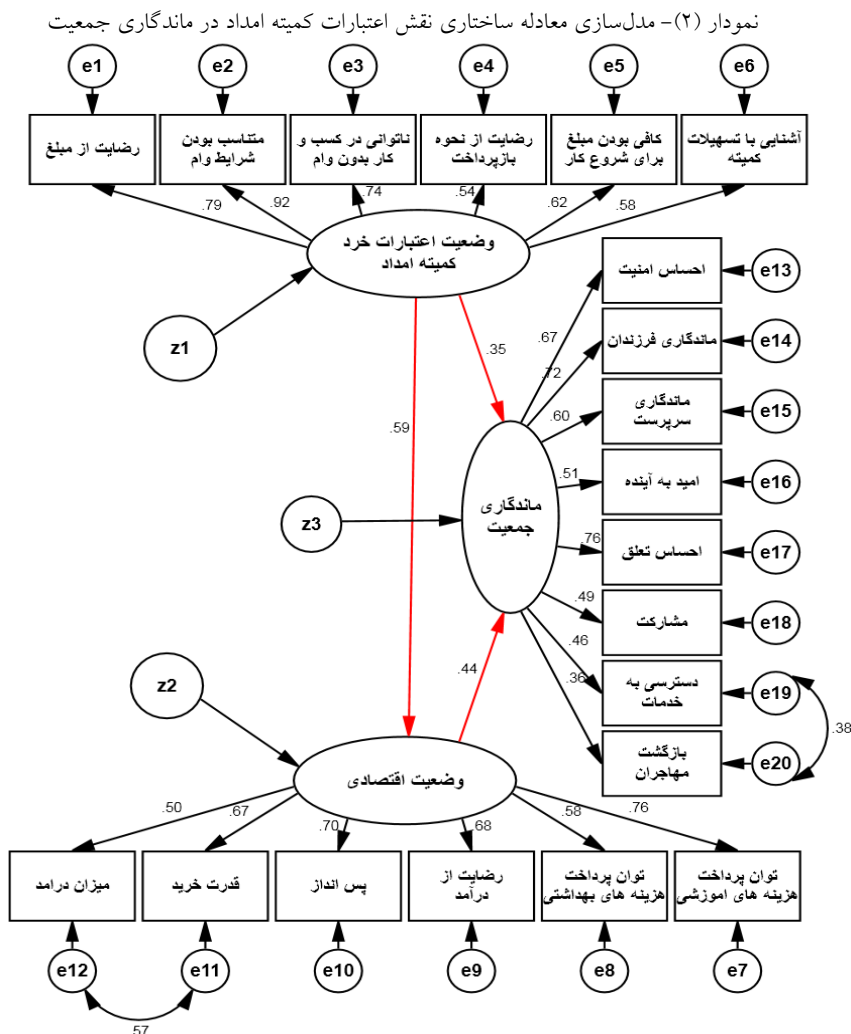 نمودار (۲)- مدل‌سازی معادله ساختاری نقش اعتبارات کمیته امداد در ماندگاری جمعیت
e1
e2
e3
e4
e5
e6
رضایت از مبلغ
متناسب بودن
شرایط وام
ناتوانی در کسب و
کار بدون وام
رضایت از نحوه
بازپرداخت
کافی بودن مبلغ
برای شروع کار
آشنایی با تسهیلات
کمیته
.79
.92
.74
.54
.62
.58
وضعیت اعتبارات خرد
کمیته امداد
z1
.35
.59
احساس امنیت
e13
.67
ماندگاری فرزندان
e14
.72
ماندگاری
سرپرست
e15
.60
امید به آینده
e16
.51
ماندگاری
جمعیت
z3
احساس تعلق
e17
.76
مشارکت
e18
.49
دسترسی به
خدمات
e19
.46
بازگشت
مهاجران
e20
.36
.38
z2
.44
وضعیت اقتصادی
.50
.67
.70
.68
.58
.76
میزان درامد
قدرت خرید
پس انداز
رضایت از
درآمد
توان پرداخت
هزینه های بهداشتی
توان پرداخت
هزینه های اموزشی
e12
e11
e10
e9
e8
e7
.57